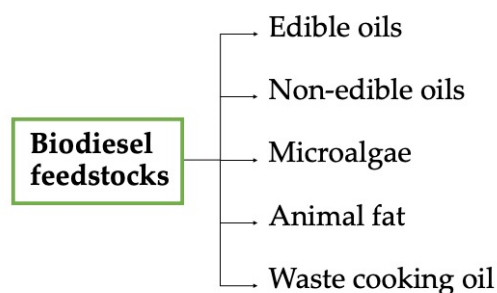 Edible oils
Non-edible oils
Biodiesel
feedstocks
Microalgae
Animal fat
Waste cooking oil